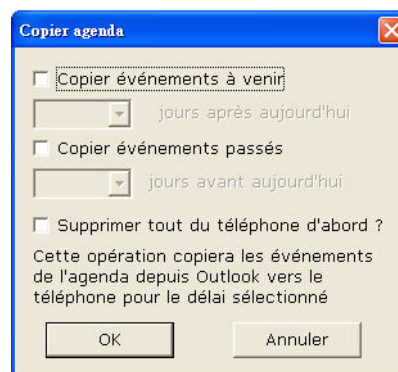 Copier agenda
Copier événements à venir
jours après aujourd'hui
Copier événements passés
jours avant aujourd'hui
Supprimer tout du téléphone d'abord ?
Cette opération copiera les événements
de l'agenda depuis Outlook vers le
téléphone pour le délai sélectionné
OK Annuler